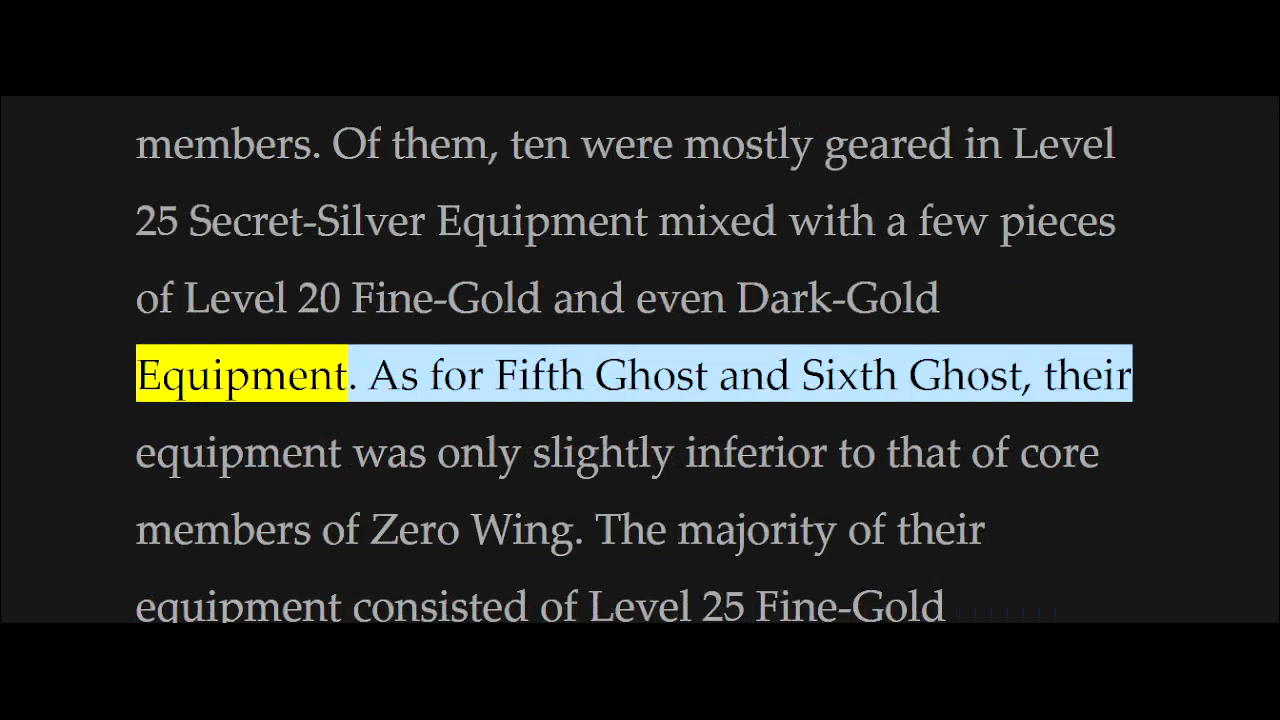 members. Of them, ten were mostly geared in Level
25 Secret-Silver Equipment mixed with a few pieces
of Level 20 Fine-Gold and even Dark-Gold
Equipment. As for Fifth Ghost and Sixth Ghost, their
equipment was only slightly inferior to that of core
members of Zero Wing. The majority of their
equipment consisted of Level 25 Fine-Gold